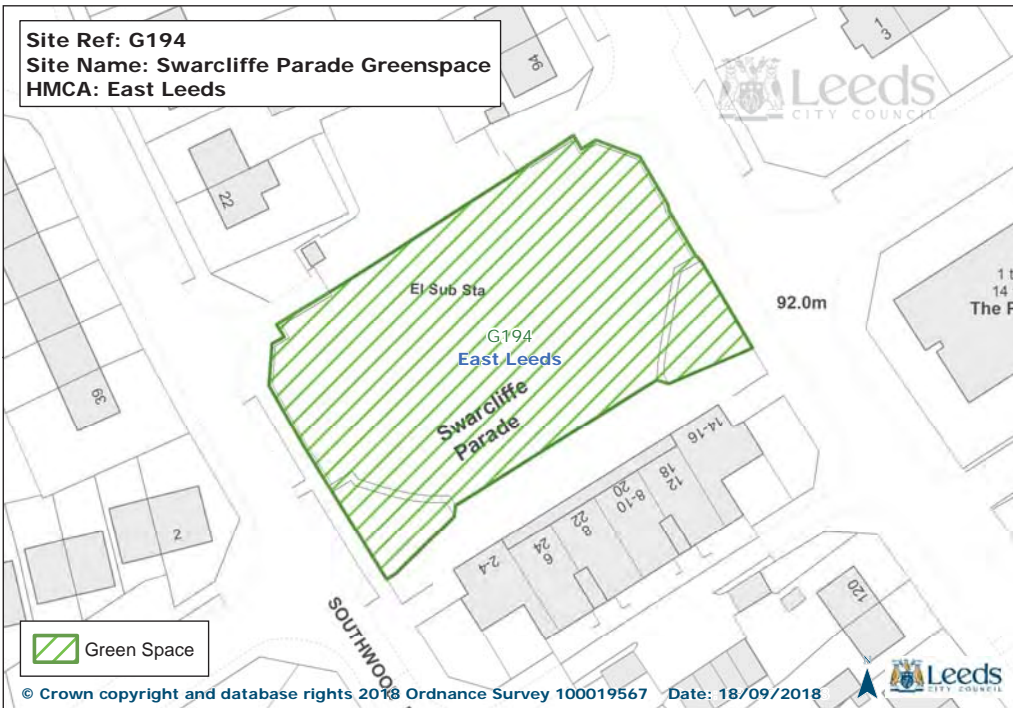 Site Ref: G194
Site Name: Swarcliffe Parade Greenspace
HMCA: East Leeds
94
1
3
Leeds
CITY COUNCIL
22
El Sub Sta
92.0m
1 t
14
The F
G194
East Leeds
Swarcliffe
Parade
39
14-16
12
18
8-10
20
8
22
6
24
2-4
2
120
SOUTHWOO
Green Space
© Crown copyright and database rights 2018 Ordnance Survey 100019567 Date: 18/09/2018
N
Leeds
CITY COUNCIL